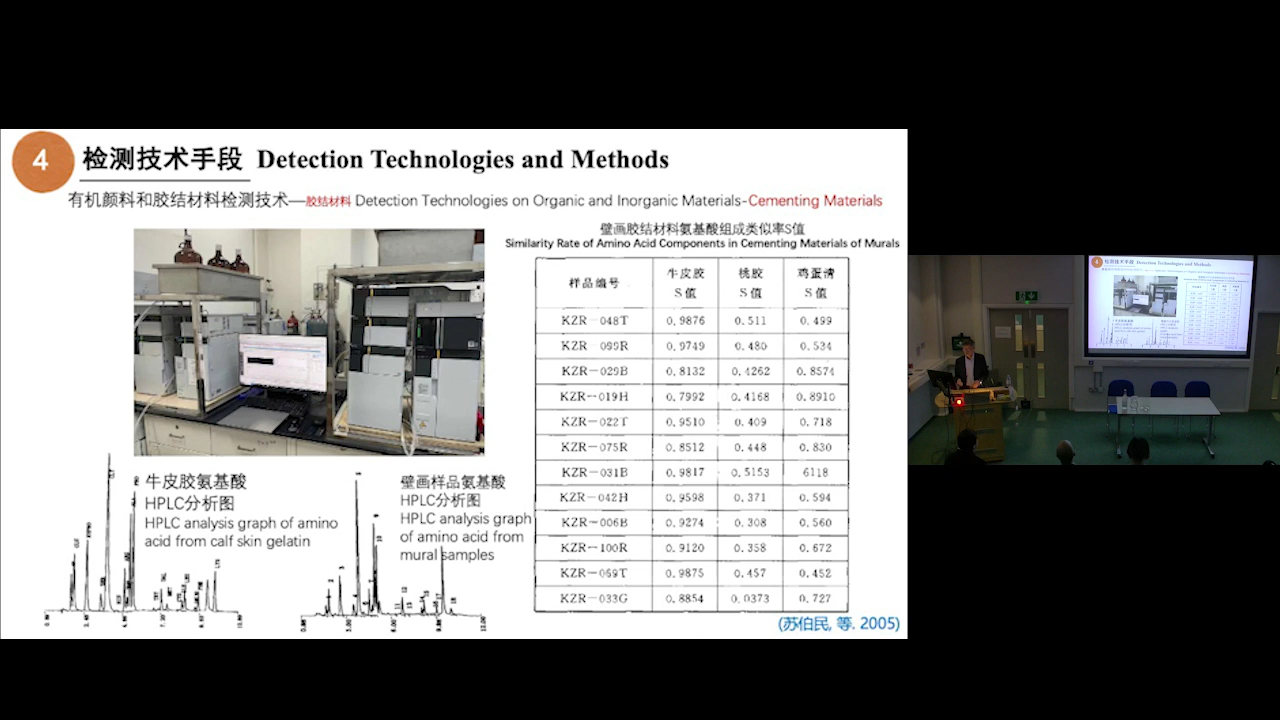 4
检测技术手段 Detection Technologies and Methods
有机颜料和胶结材料检测技术—胶结材料 Detection Technologies on Organic and Inorganic Materials-Cementing Materials
壁画胶结材料氨基酸组成类似率S值
Similarity Rate of Amino Acid Components in Cementing Materials of Murals
样品编号 牛皮胶 S值 桃胶 S值 鸡蛋清 S值
KZR-048T 0.9876 0.511 0.499
KZR-069R 0.9749 0.480 0.534
KZR-029B 0.8132 0.4262 0.8574
KZR-019H 0.7992 0.4168 0.8910
KZR-022T 0.9510 0.409 0.718
KZR-075R 0.8512 0.448 0.830
KZR-031B 0.9817 0.5153 6118
KZR-042H 0.9598 0.371 0.594
KZR-006B 0.9274 0.308 0.560
KZR-100R 0.9120 0.358 0.672
KZR-069T 0.9875 0.457 0.452
KZR-033G 0.8854 0.0373 0.727
(苏伯民, 等. 2005)
牛皮胶氨基酸
HPLC分析图
HPLC analysis graph of amino
acid from calf skin gelatin
壁画样品氨基酸
HPLC分析图
HPLC analysis graph
of amino acid from
mural samples